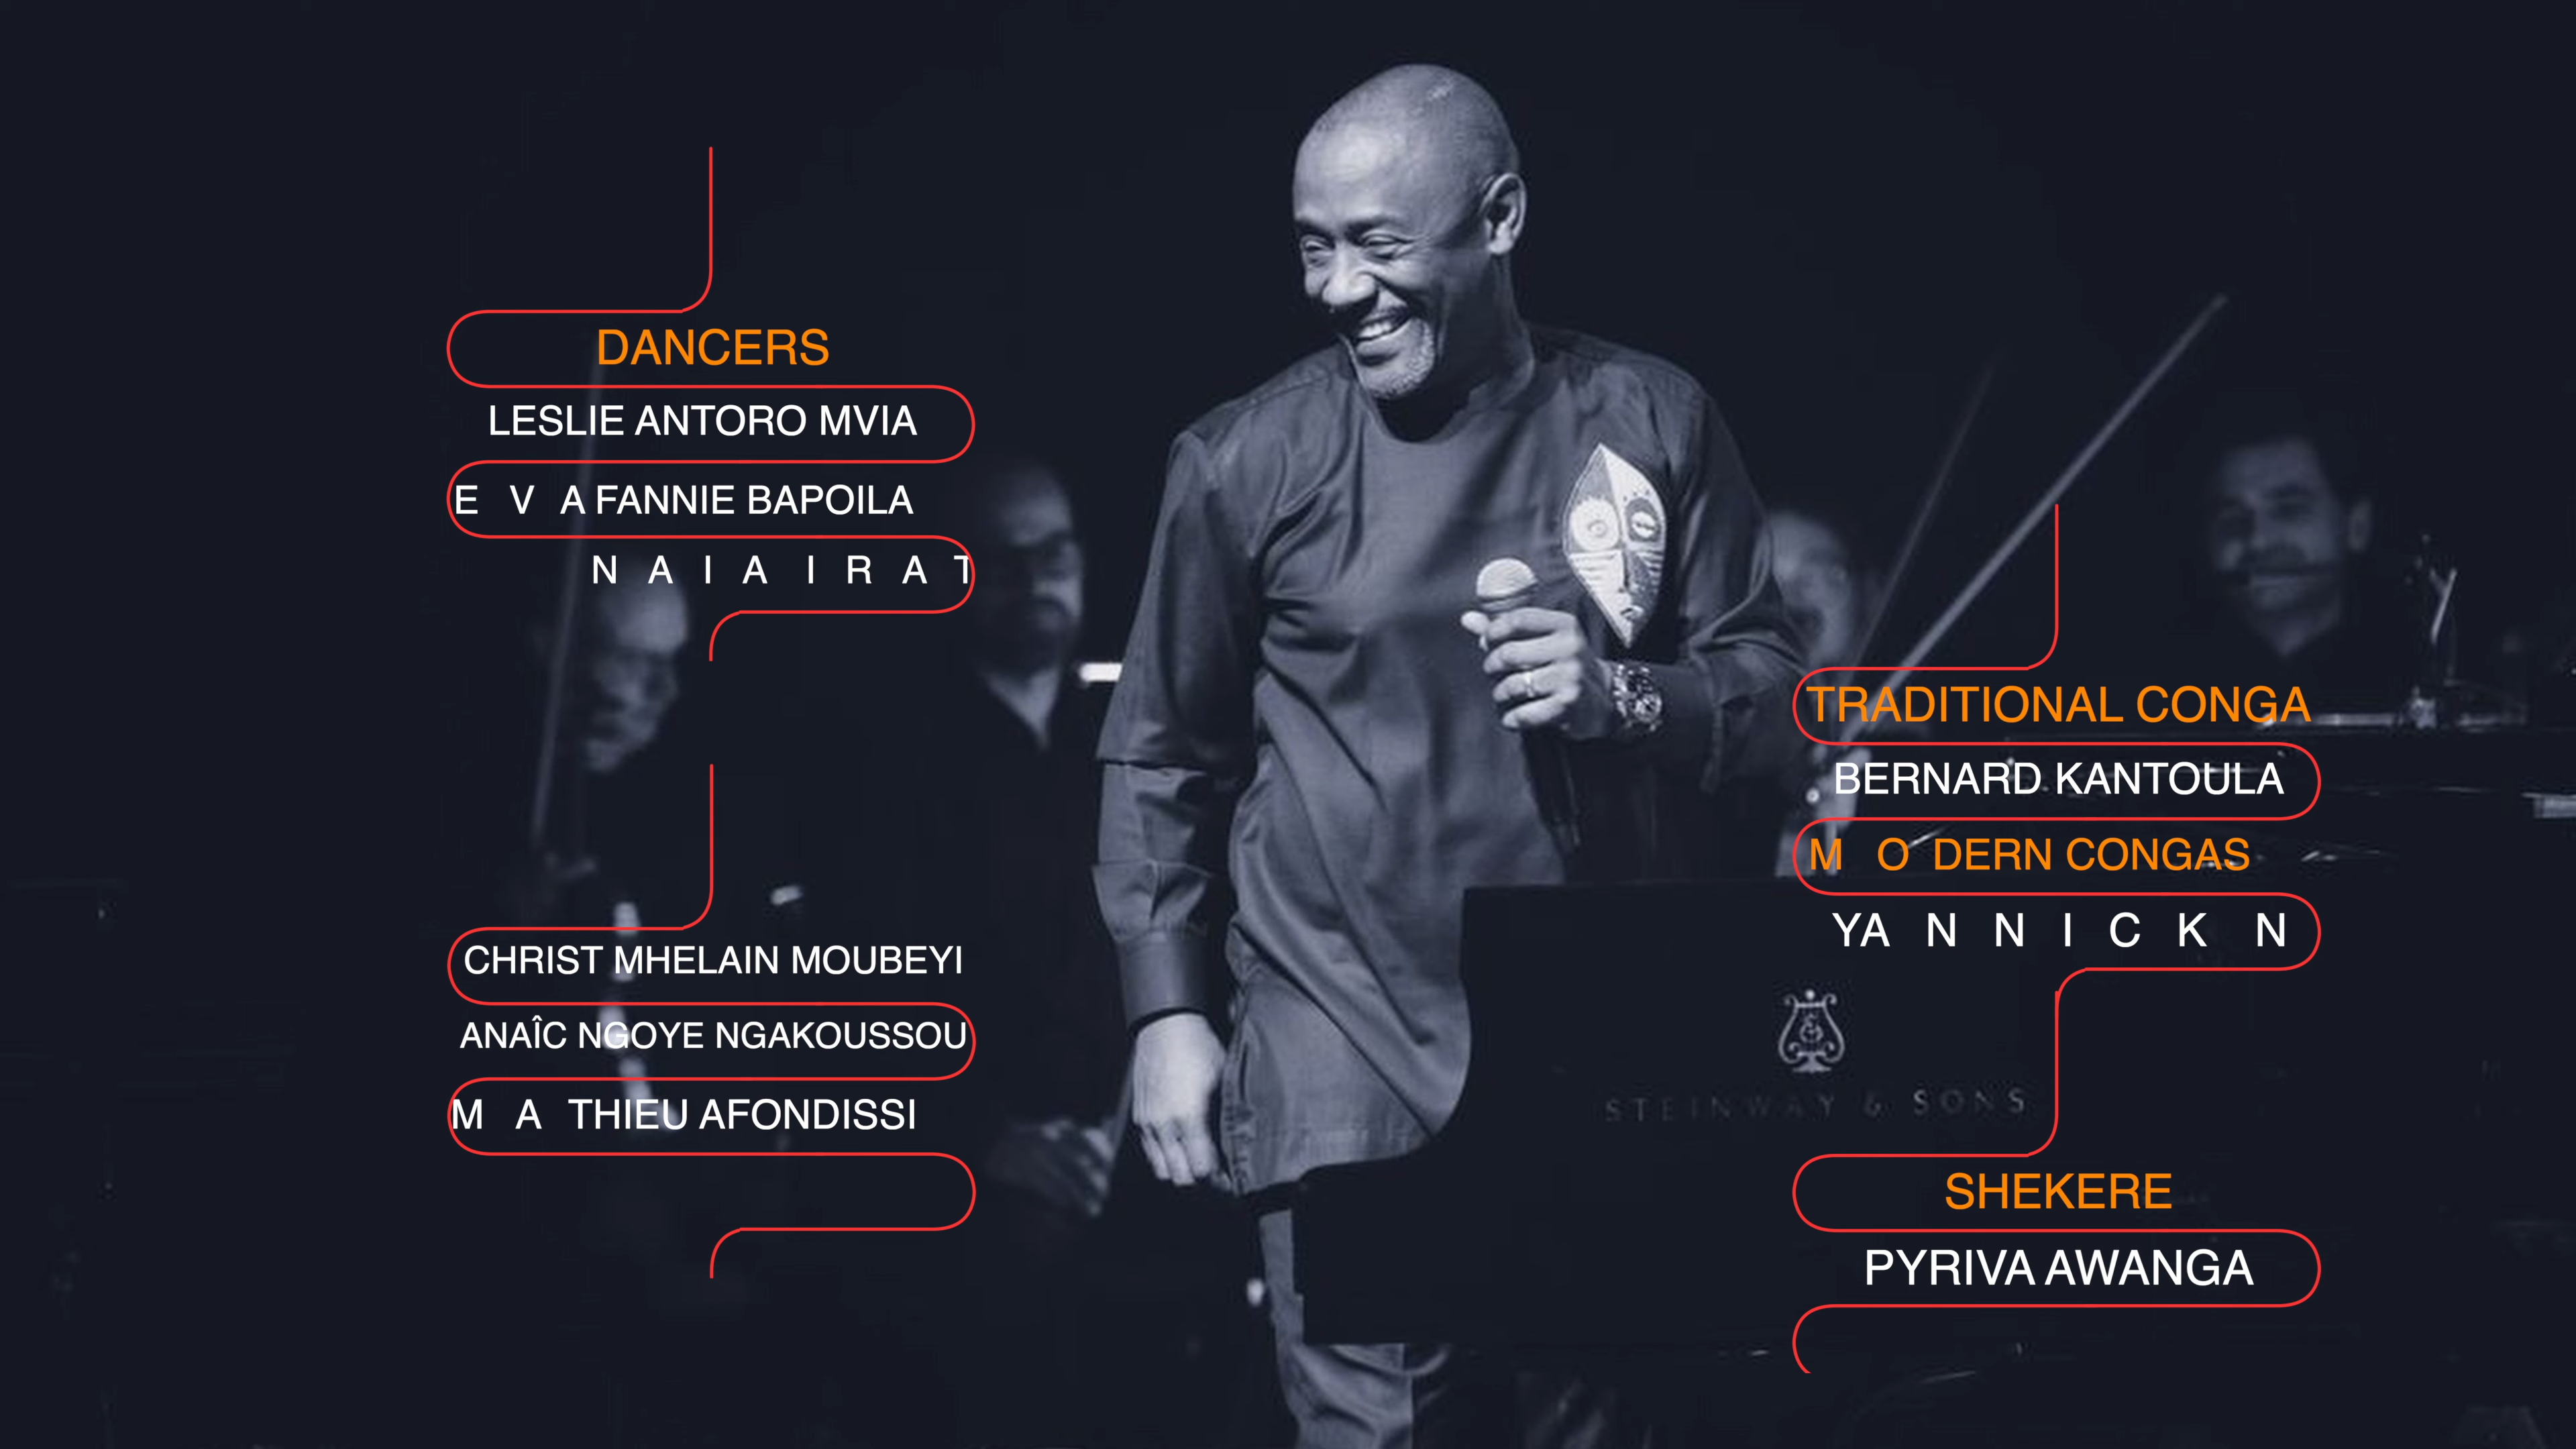 DANCERS
LESLIE ANTORO MVIA
E V A FANNIE BAPOILA
N A I A I R A T
CHRIST MHELAIN MOUBEYI
ANAÎC NGOYE NGAKOUSSOU
M A THIEU AFONDISSI
TRADITIONAL CONGA
BERNARD KANTOULA
M O DERN CONGAS
YA N N I C K N
STEINWAY & SONS
SHEKERE
PYRIVA AWANGA